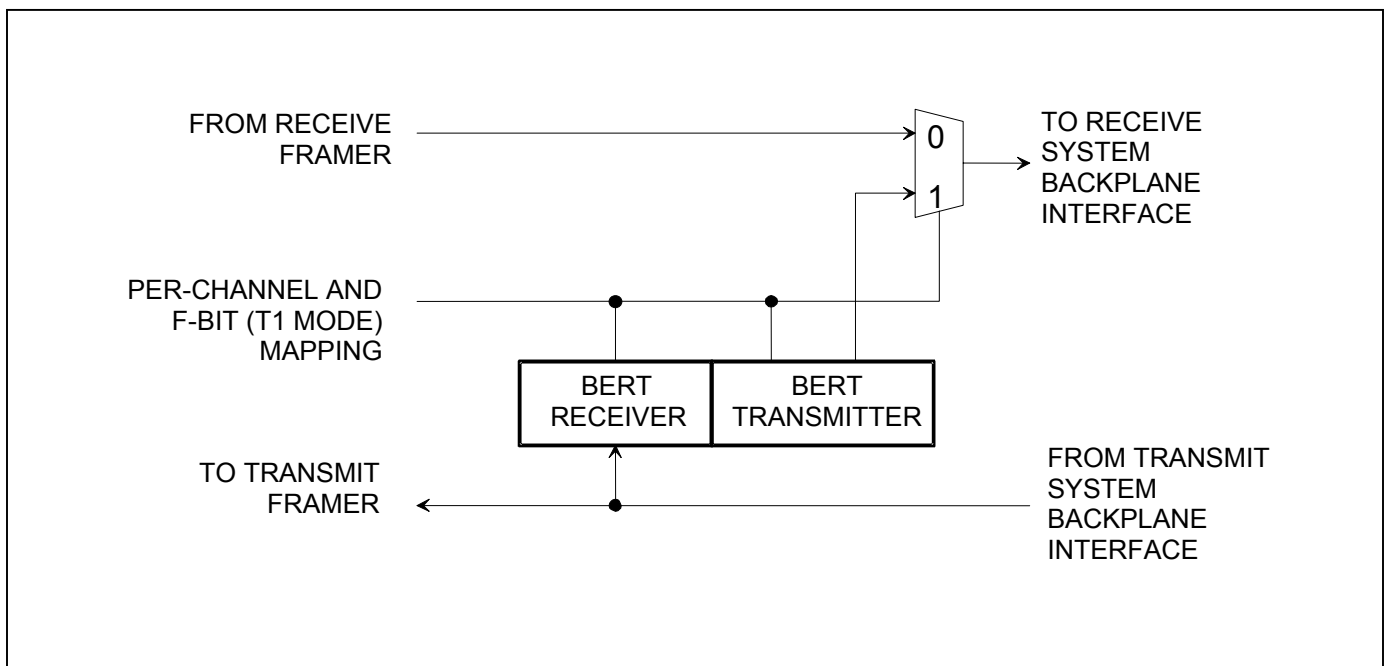 FROM RECEIVE
FRAMER
0
1
TO RECEIVE
SYSTEM
BACKPLANE
INTERFACE
PER-CHANNEL AND
F-BIT (T1 MODE)
MAPPING
BERT
RECEIVER
BERT
TRANSMITTER
TO TRANSMIT
FRAMER
FROM TRANSMIT
SYSTEM
BACKPLANE
INTERFACE